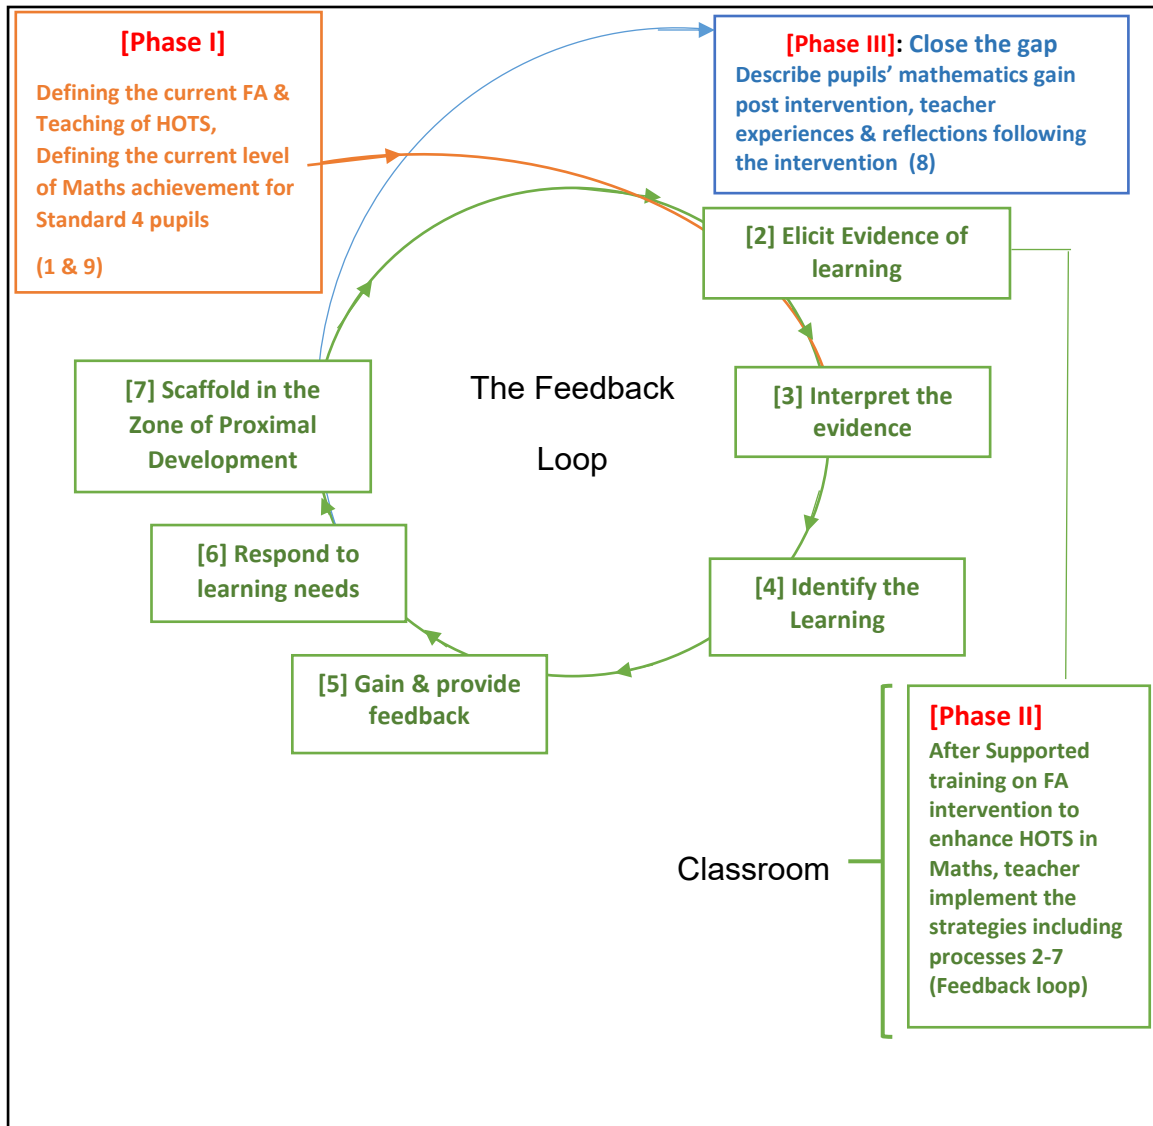 [Phase I]
Defining the current FA &
Teaching of HOTS,
Defining the current level
of Maths achievement for
Standard 4 pupils
(1 & 9)
[Phase III]: Close the gap
Describe pupils’ mathematics gain
post intervention, teacher
experiences & reflections following
the intervention  (8)
[2] Elicit Evidence of
learning
[3] Interpret the
evidence
[4] Identify the
Learning
[5] Gain & provide
feedback
[6] Respond to
learning needs
[7] Scaffold in the
Zone of Proximal
Development
The Feedback
Loop
Classroom
[Phase II]
After Supported
training on FA
intervention to
enhance HOTS in
Maths, teacher
implement the
strategies including
processes 2-7
(Feedback loop)